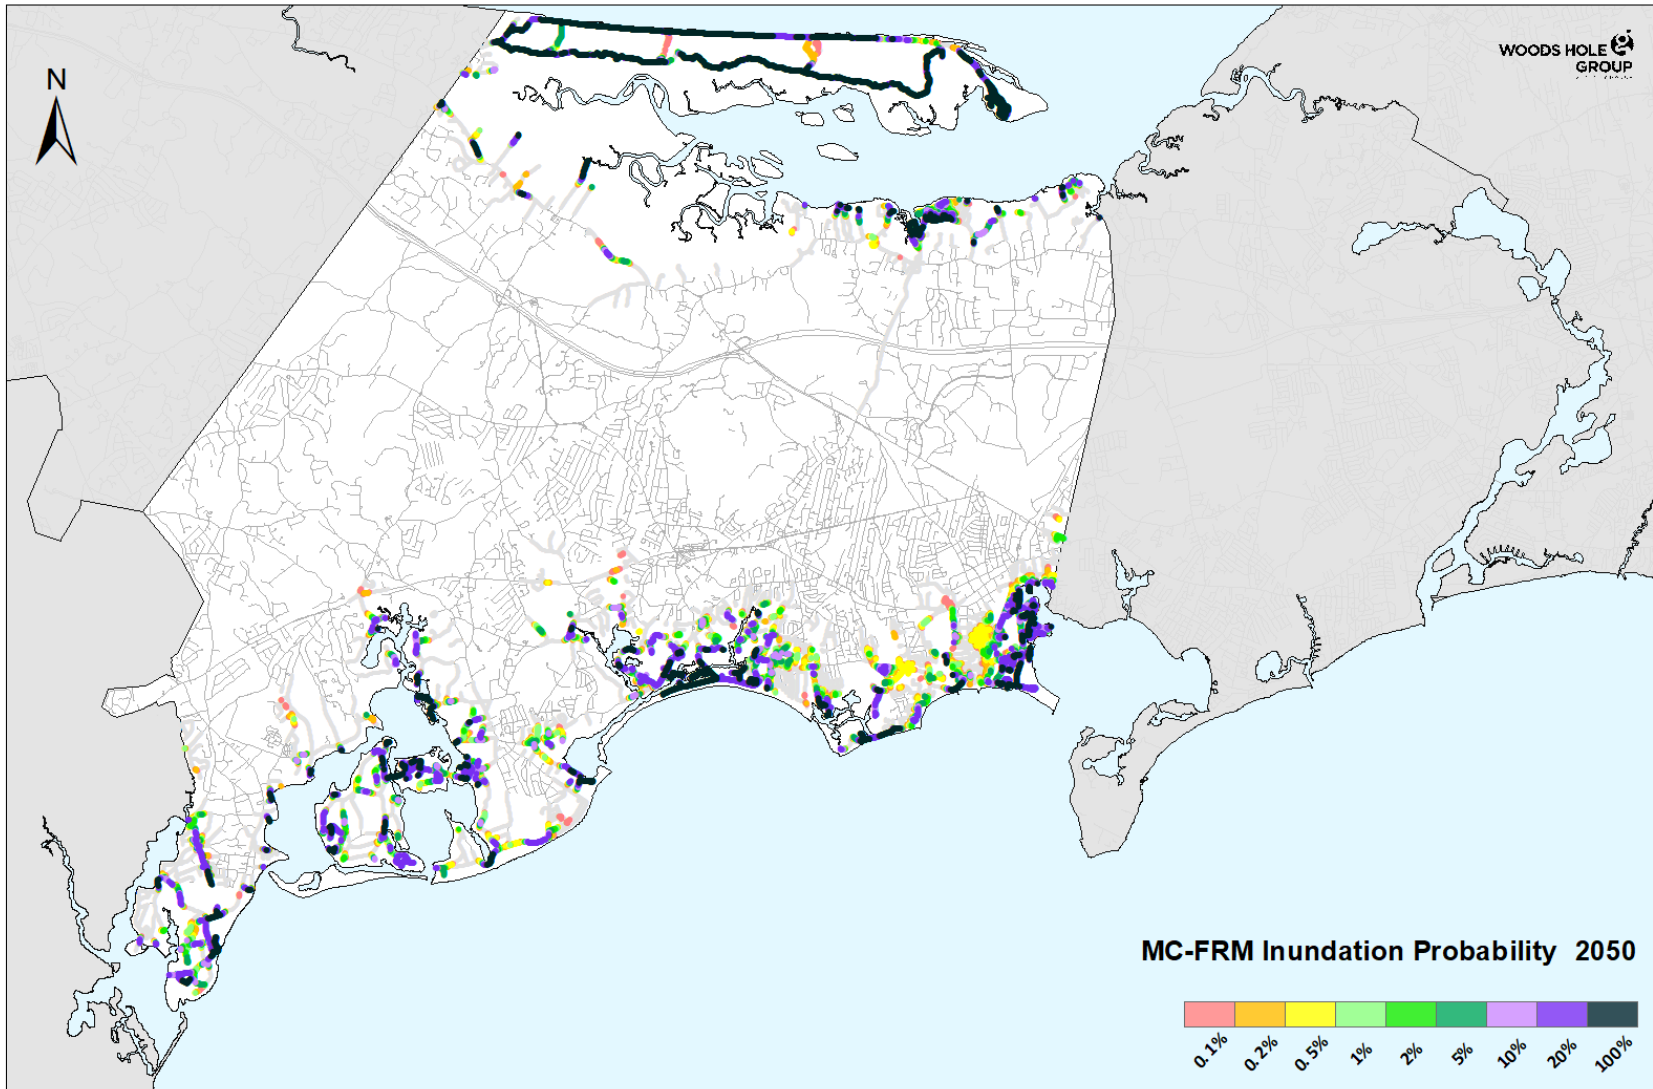 N
WOODS HOLE
GROUP
MC-FRM Inundation Probability 2050
0.1% 0.2% 0.5% 1% 2% 5% 10% 20% 100%